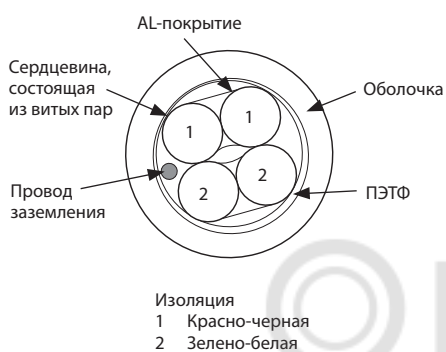 AL-покрытие
Сердцевина,
состоящая
из витых пар
Оболочка
1
1
2
2
Провод
заземления
ПЭТФ
Изоляция
1 Красно-черная
2 Зелено-белая